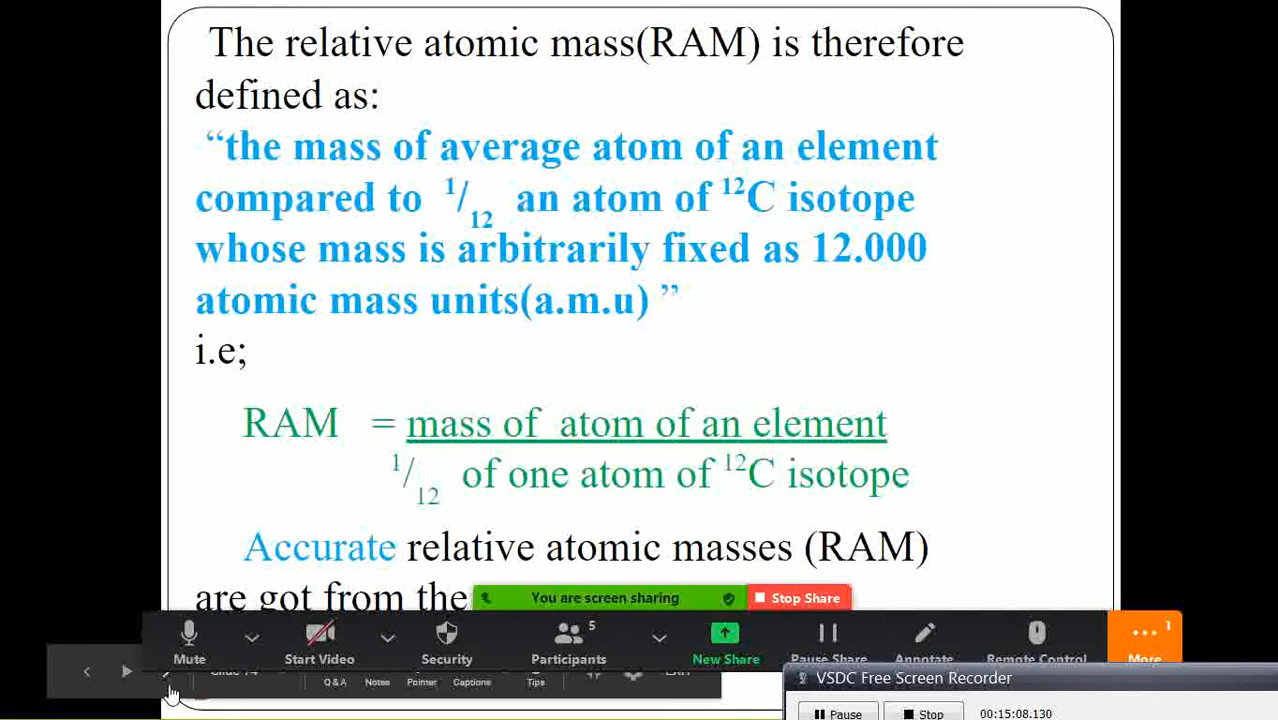 The relative atomic mass(RAM) is therefore
defined as:
“the mass of average atom of an element
compared to 1/12 an atom of 12C isotope
whose mass is arbitrarily fixed as 12.000
atomic mass units(a.m.u) ”
i.e;
RAM = mass of atom of an element
1/12 of one atom of 12C isotope
Accurate relative atomic masses (RAM)
are got from the
You are screen sharing Stop Share
5 1
Mute Start Video Security Participants New Share Pause Share Annotate Remote Control More
Q&A Notes Pointer Captions Tips
VSDC Free Screen Recorder
Pause Stop 00:15:08.130